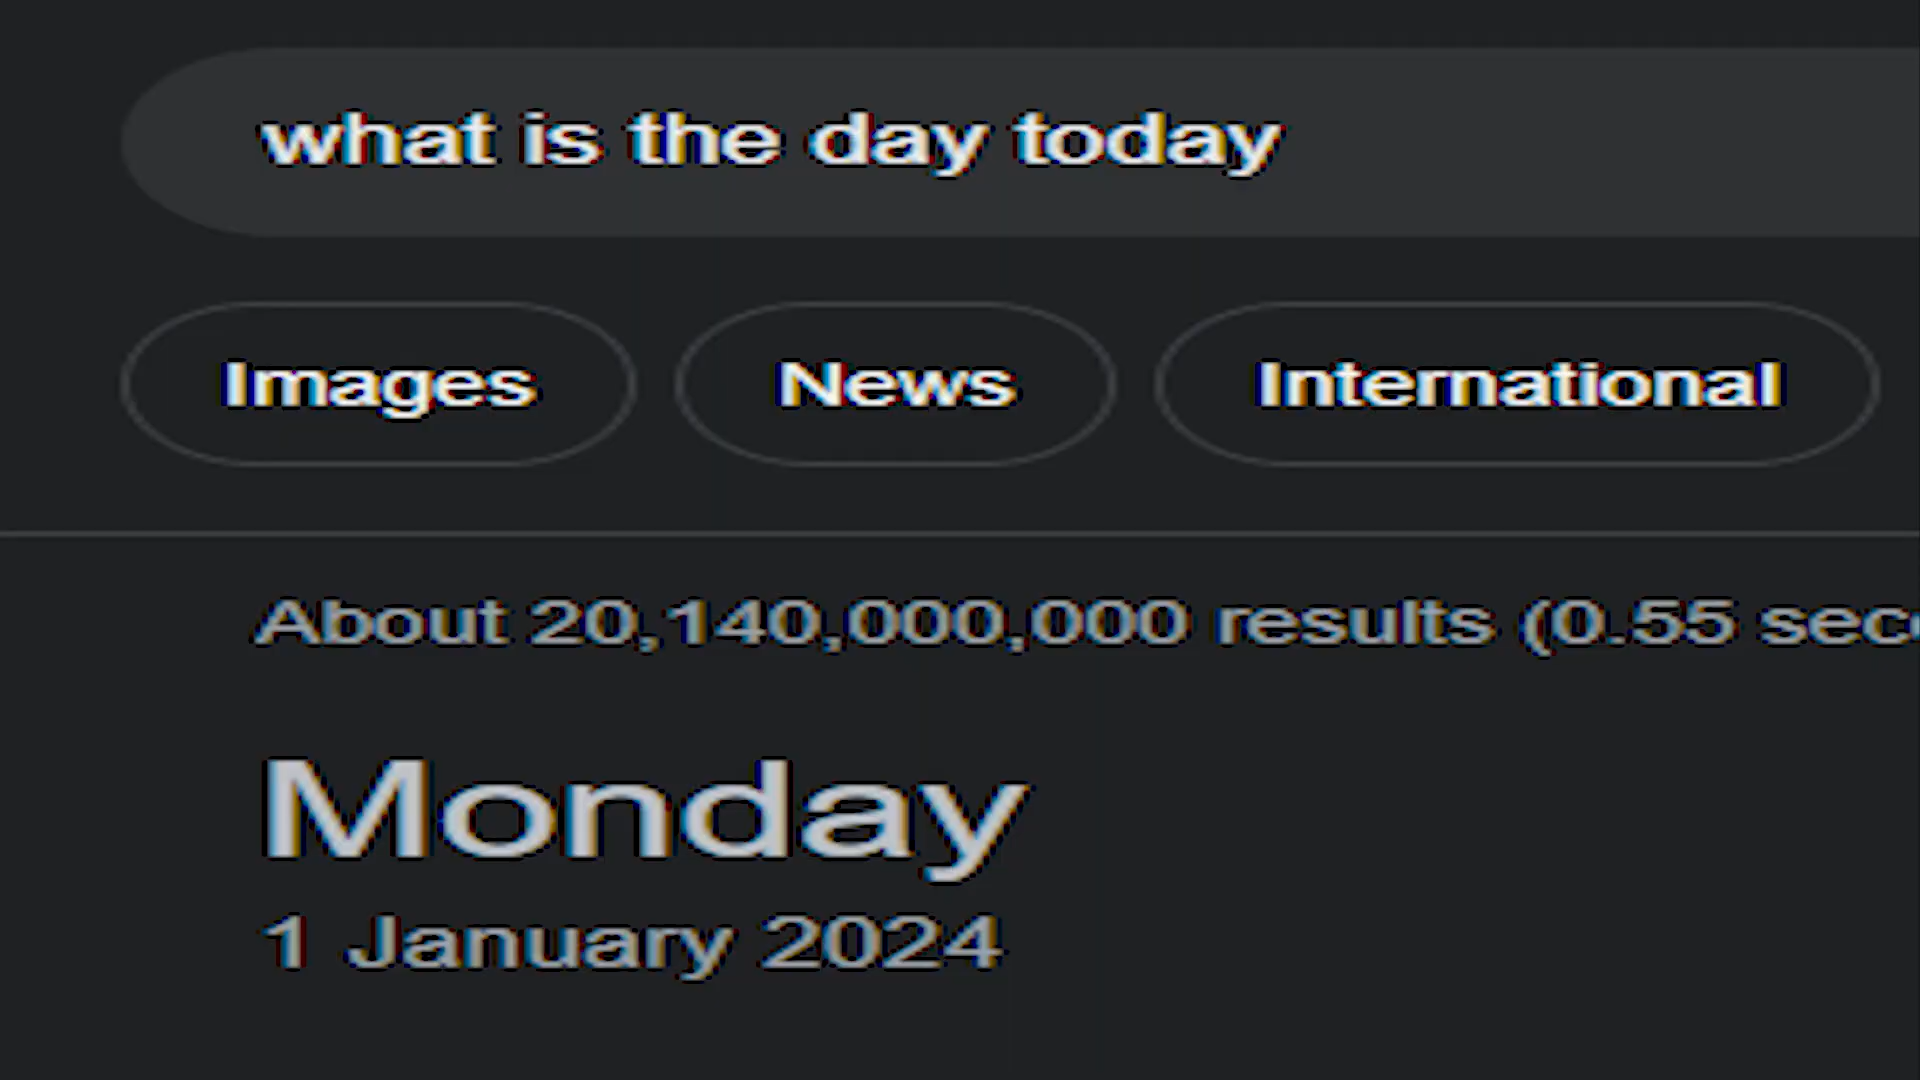 what is the day today
Images News International
About 20,140,000,000 results (0.55
Monday
1 January 2024